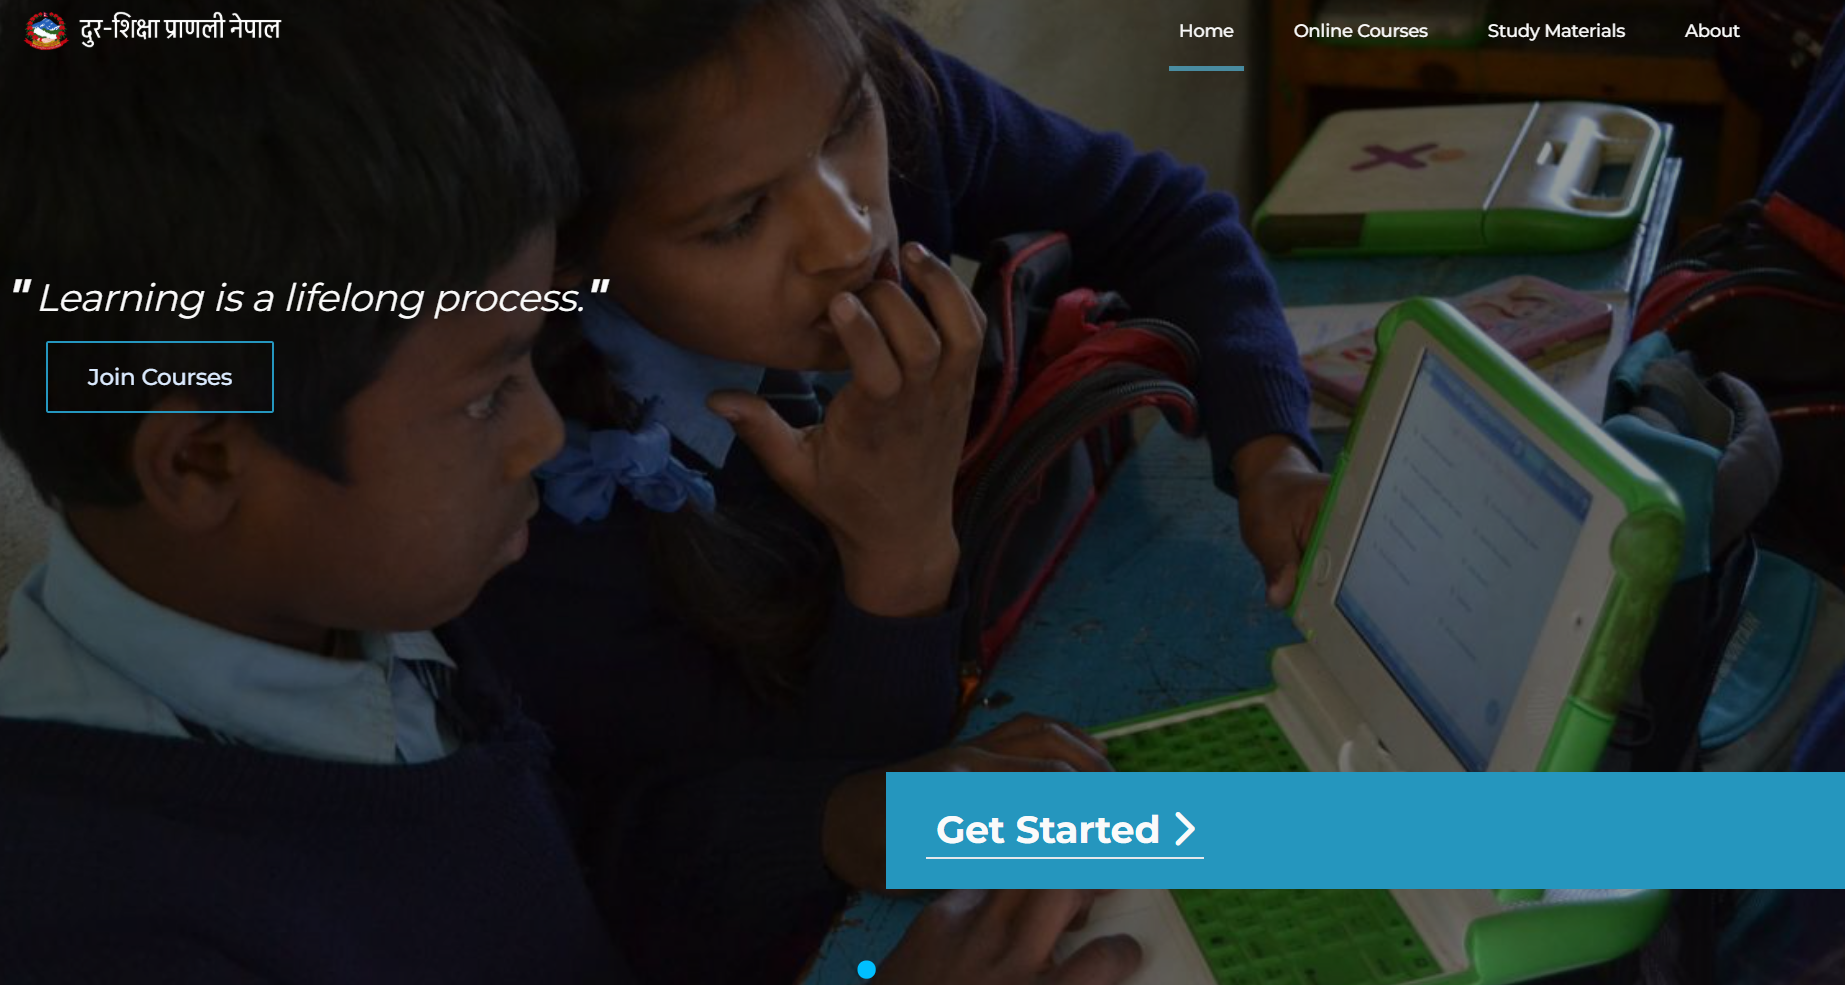 दुर-शिक्षा प्राणली नेपाल
Home Online Courses Study Materials About
" Learning is a lifelong process."
Join Courses
Get Started